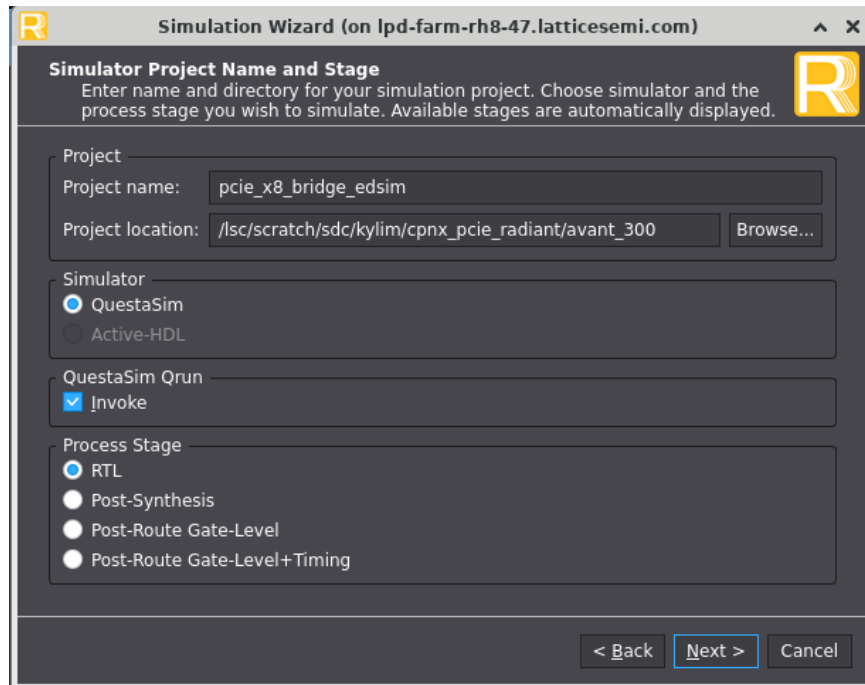 Simulation Wizard (on lpd-farm-rh8-47.latticesemi.com)
Simulator Project Name and Stage
Enter name and directory for your simulation project. Choose simulator and the
process stage you wish to simulate. Available stages are automatically displayed.
Project
Project name: pcie_x8_bridge_edsim
Project location: /lsc/scratch/sdc/kylim/cpnx_pcie_radiant/avant_300 Browse...
Simulator
QuestaSim
Active-HDL
QuestaSim Qrun
Invoke
Process Stage
RTL
Post-Synthesis
Post-Route Gate-Level
Post-Route Gate-Level+Timing
< Back Next > Cancel